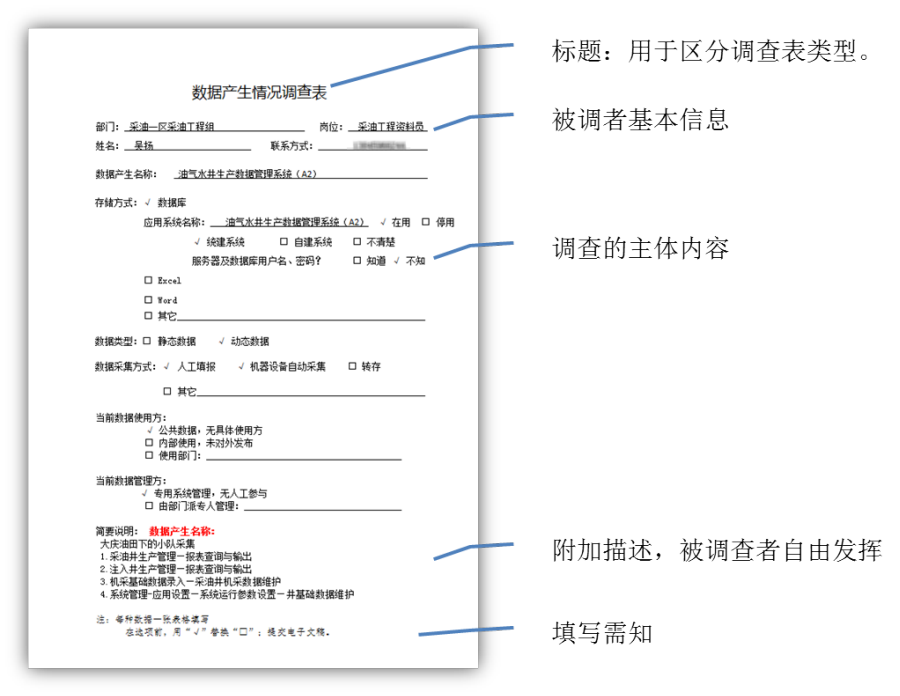 数据产生情况调查表
标题：用于区分调查表类型。
部门：采油一区采油工程组 岗位：采油工程资料员
被调者基本信息
姓名：吴扬 联系方式：
数据产生名称：油气水井生产数据管理系统（A2）
存储方式：√ 数据库
应用系统名称：油气水井生产数据管理系统（A2） √ 在用 □ 停用
√ 统建系统 □ 自建系统 □ 不清楚
调查的主体内容
服务器及数据库用户名、密码？ □ 知道 √ 不知
□ Excel
□ Word
□ 其它
数据类型：□ 静态数据 √ 动态数据
数据采集方式：√ 人工填报 √ 机器设备自动采集 □ 转存
□ 其它
当前数据使用方：
√ 公共数据，无具体使用方
□ 内部使用，未对外发布
□ 使用部门：
当前数据管理方：
√ 专用系统管理，无人工参与
□ 由部门派专人管理：
简要说明：数据产生名称：
大庆油田下的小队采集
附加描述，被调查者自由发挥
1.采油井生产管理－报表查询与输出
2.注入井生产管理－报表查询与输出
3.机采基础数据录入－采油井机采数据维护
4.系统管理-应用设置－系统运行参数设置－井基础数据维护
注：每种数据一张表格填写
在选项前，用“√”替换“□”；提交电子文稿。
填写需知